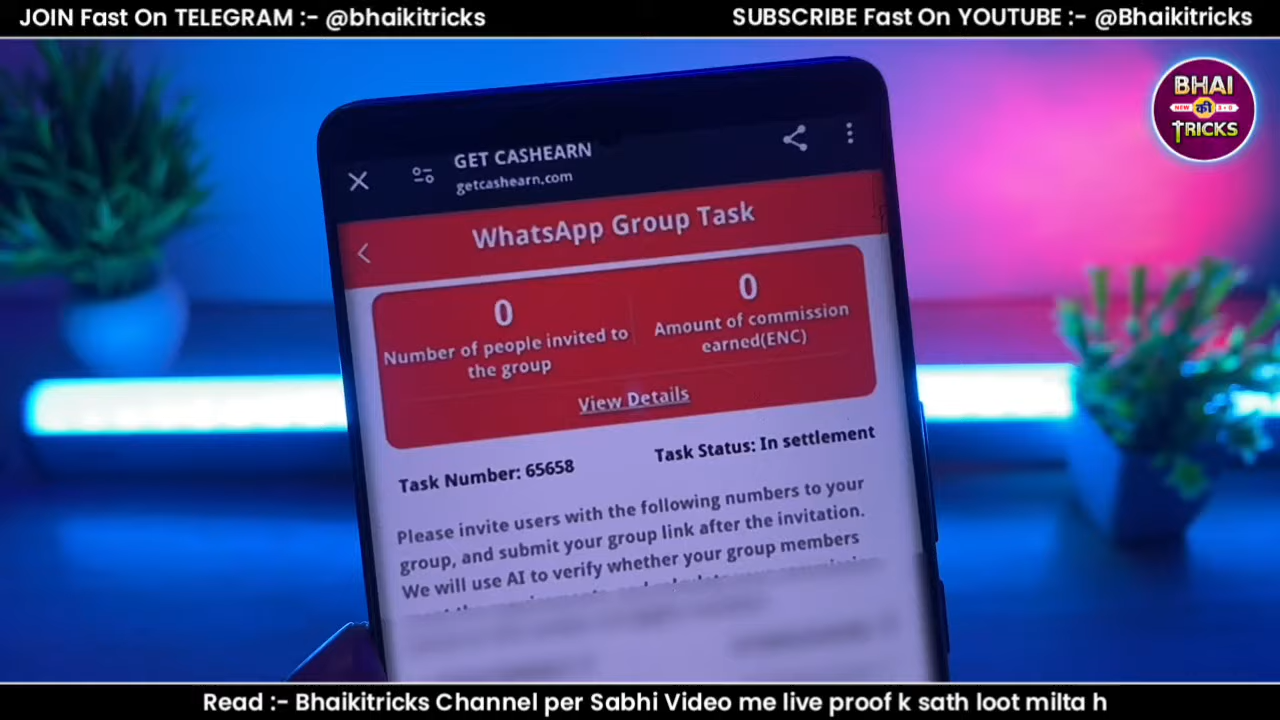 JOIN Fast On TELEGRAM :- @bhaikitricks
SUBSCRIBE Fast On YOUTUBE :- @Bhaikitricks
BHAI
NEW की 3.0
TRICKS
GET CASHEARN
getcashearn.com
WhatsApp Group Task
0
Number of people invited to
the group
0
Amount of commission
earned(ENC)
View Details
Task Number: 65658
Task Status: In settlement
Please invite users with the following numbers to your
group, and submit your group link after the invitation.
We will use AI to verify whether your group members
Read :- Bhaikitricks Channel per Sabhi Video me live proof k sath loot milta h